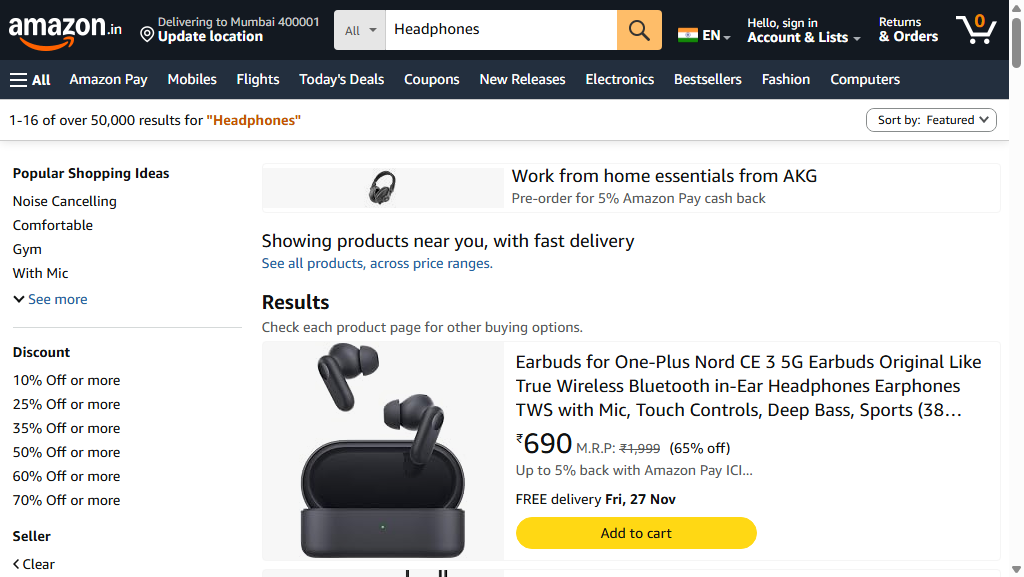 amazon.in
Delivering to Mumbai 400001
Update location
All
Headphones
EN
Hello, sign in
Account & Lists
Returns
& Orders
0
All
Amazon Pay
Mobiles
Flights
Today's Deals
Coupons
New Releases
Electronics
Bestsellers
Fashion
Computers
1-16 of over 50,000 results for "Headphones"
Sort by: Featured
Popular Shopping Ideas
Noise Cancelling
Comfortable
Gym
With Mic
See more
Discount
10% Off or more
25% Off or more
35% Off or more
50% Off or more
60% Off or more
70% Off or more
Seller
Clear
Work from home essentials from AKG
Pre-order for 5% Amazon Pay cash back
Showing products near you, with fast delivery
See all products, across price ranges.
Results
Check each product page for other buying options.
Earbuds for One-Plus Nord CE 3 5G Earbuds Original Like
True Wireless Bluetooth in-Ear Headphones Earphones
TWS with Mic, Touch Controls, Deep Bass, Sports (38…
₹690 M.R.P: ₹1,999 (65% off)
Up to 5% back with Amazon Pay ICI…
FREE delivery Fri, 27 Nov
Add to cart